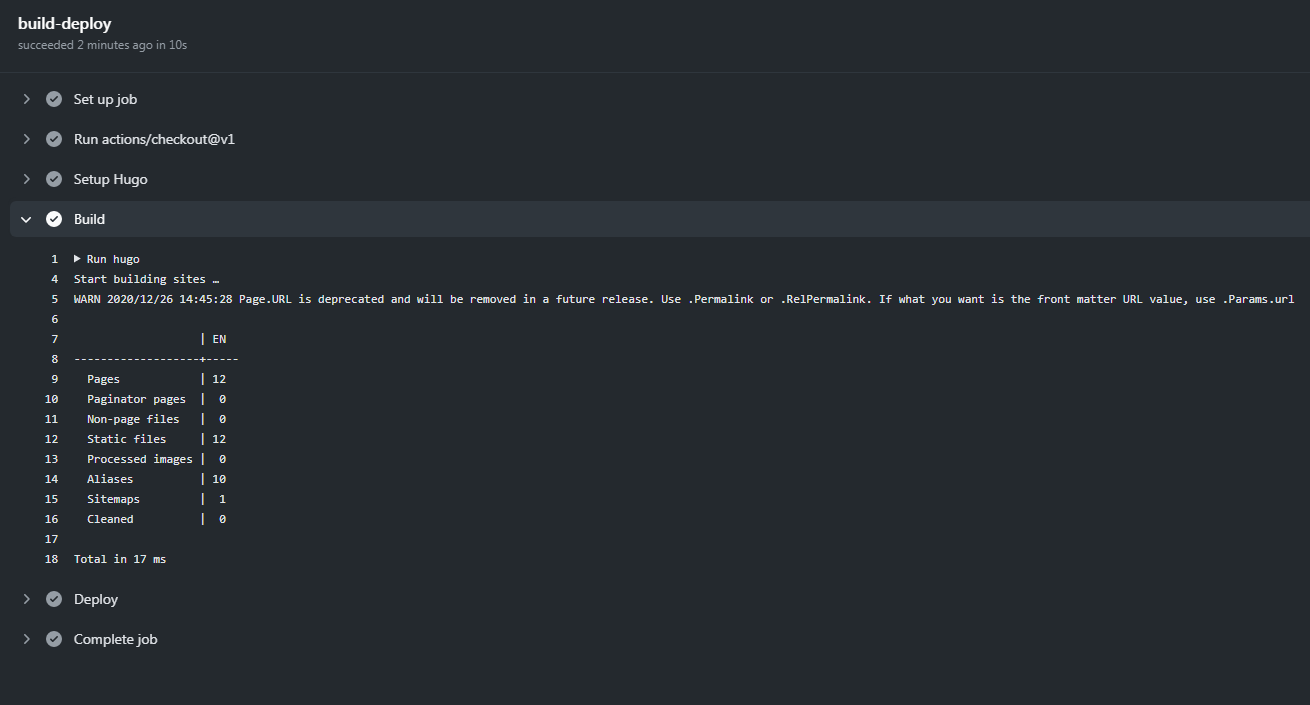 build-deploy
succeeded 2 minutes ago in 10s
Set up job
Run actions/checkout@v1
Setup Hugo
Build
1 ▶ Run hugo
4 Start building sites …
5 WARN 2020/12/26 14:45:28 Page.URL is deprecated and will be removed in a future release. Use .Permalink or .RelPermalink. If what you want is the front matter URL value, use .Params.url
6
7                    | EN
8 -------------------+-----
9   Pages            | 12
10   Paginator pages  |  0
11   Non-page files   |  0
12   Static files     | 12
13   Processed images |  0
14   Aliases          | 10
15   Sitemaps         |  1
16   Cleaned          |  0
17
18 Total in 17 ms
Deploy
Complete job